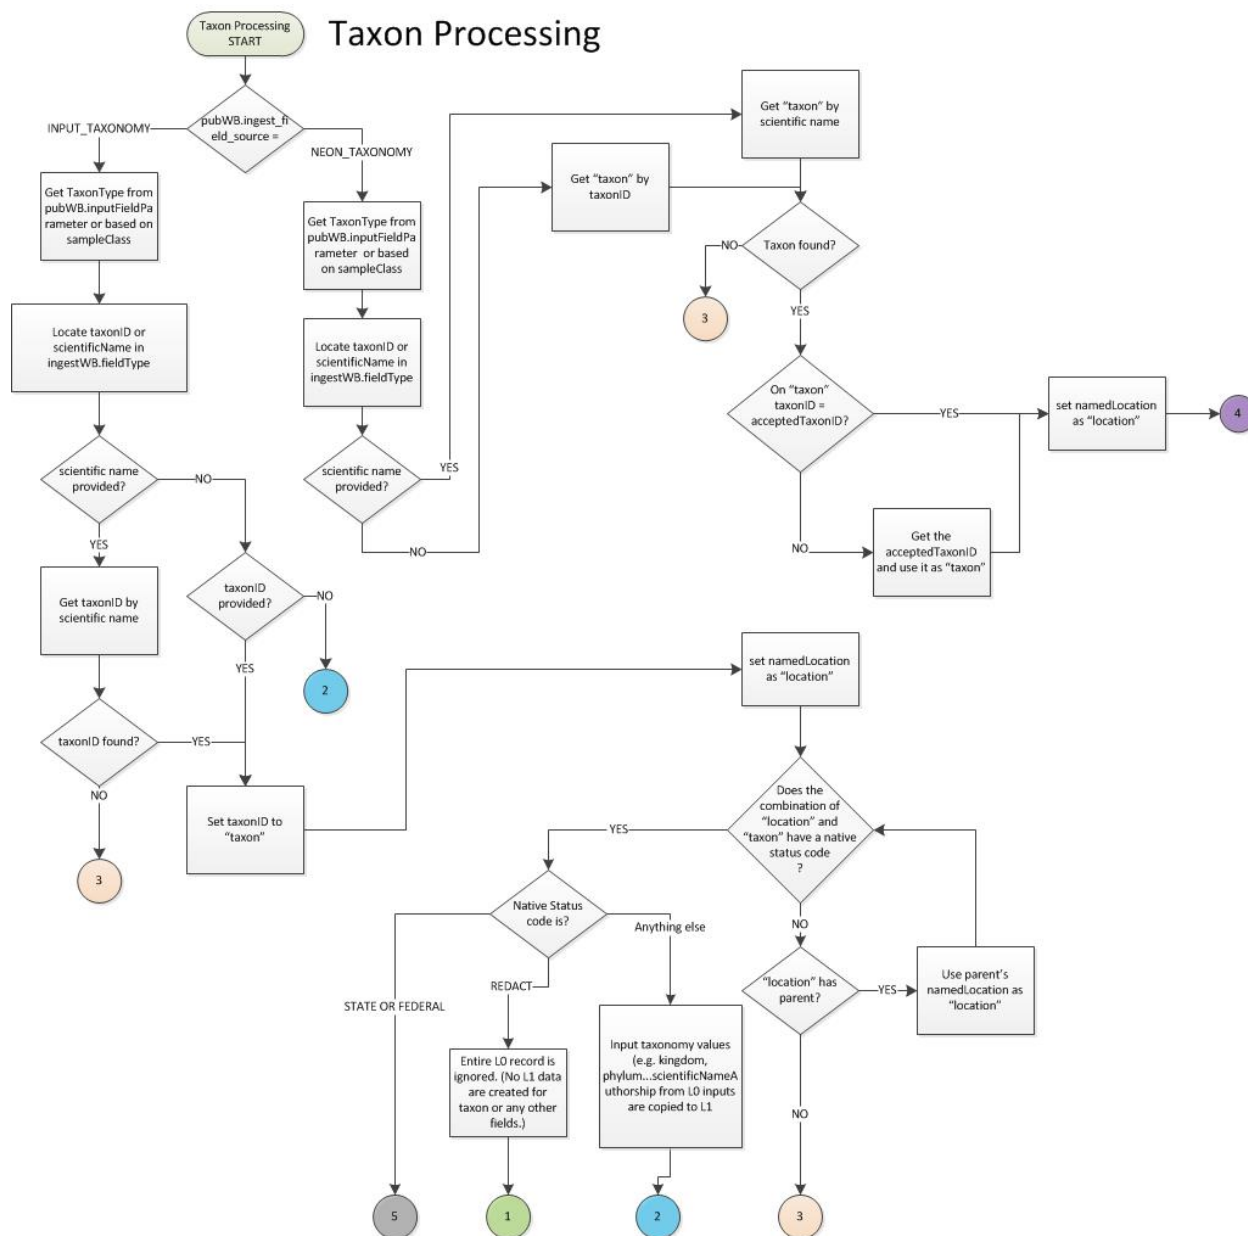 Taxon Processing
START
Taxon Processing
pubWB.ingest_fi
eld_source =
INPUT_TAXONOMY
NEON_TAXONOMY
Get TaxonType from
pubWB.inputFieldPa
rameter or based on
sampleClass
Get TaxonType from
pubWB.inputFieldPa
rameter or based
on sampleClass
Locate taxonID or
scientificName in
ingestWB.fieldType
Locate taxonID or
scientificName in
ingestWB.fieldType
scientific name
provided?
NO
YES
scientific name
provided?
YES
NO
Get taxonID by
scientific name
taxonID
provided?
NO
2
YES
taxonID found?
YES
NO
3
Set taxonID to
"taxon"
Get "taxon" by
scientific name
Get "taxon" by
taxonID
Taxon found?
NO
3
YES
On "taxon"
taxonID =
acceptedTaxonID?
YES
set namedLocation
as "location"
4
NO
Get the
acceptedTaxonID
and use it as "taxon"
set namedLocation
as "location"
Does the
combination of
"location" and
"taxon" have a native
status code
?
YES
NO
Native Status
code is?
Anything else
REDACT
STATE OR FEDERAL
"location" has
parent?
YES
Use parent's
namedLocation as
"location"
NO
Entire L0 record is
ignored. (No L1 data
are created for
taxon or any other
fields.)
Input taxonomy values
(e.g. kingdom,
phylum...scientificNameA
uthorship from L0 inputs
are copied to L1
5
1
2
3